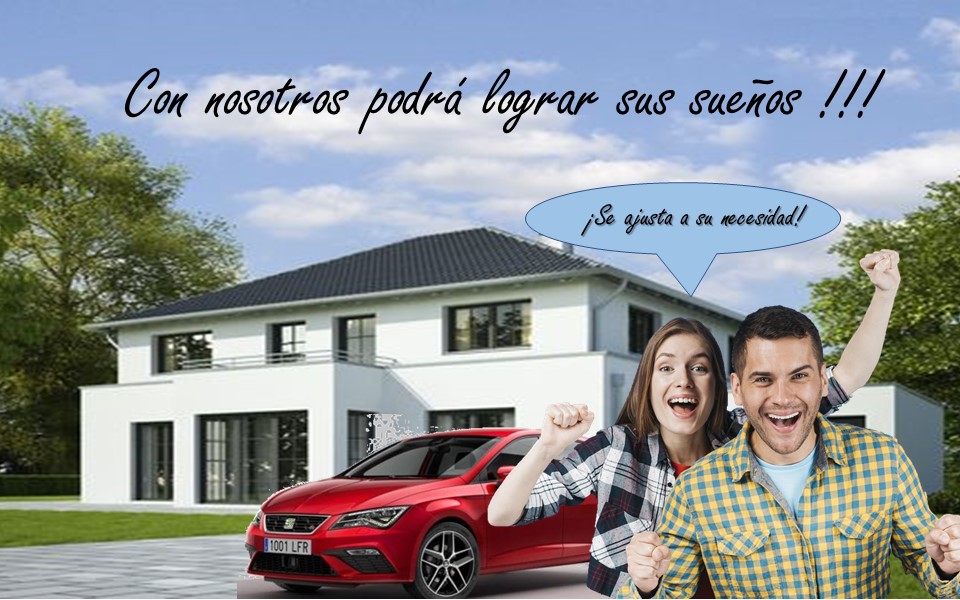 Con nosotros podrá lograr sus sueños !!!
¡Se ajusta a su necesidad!
1001 LFR